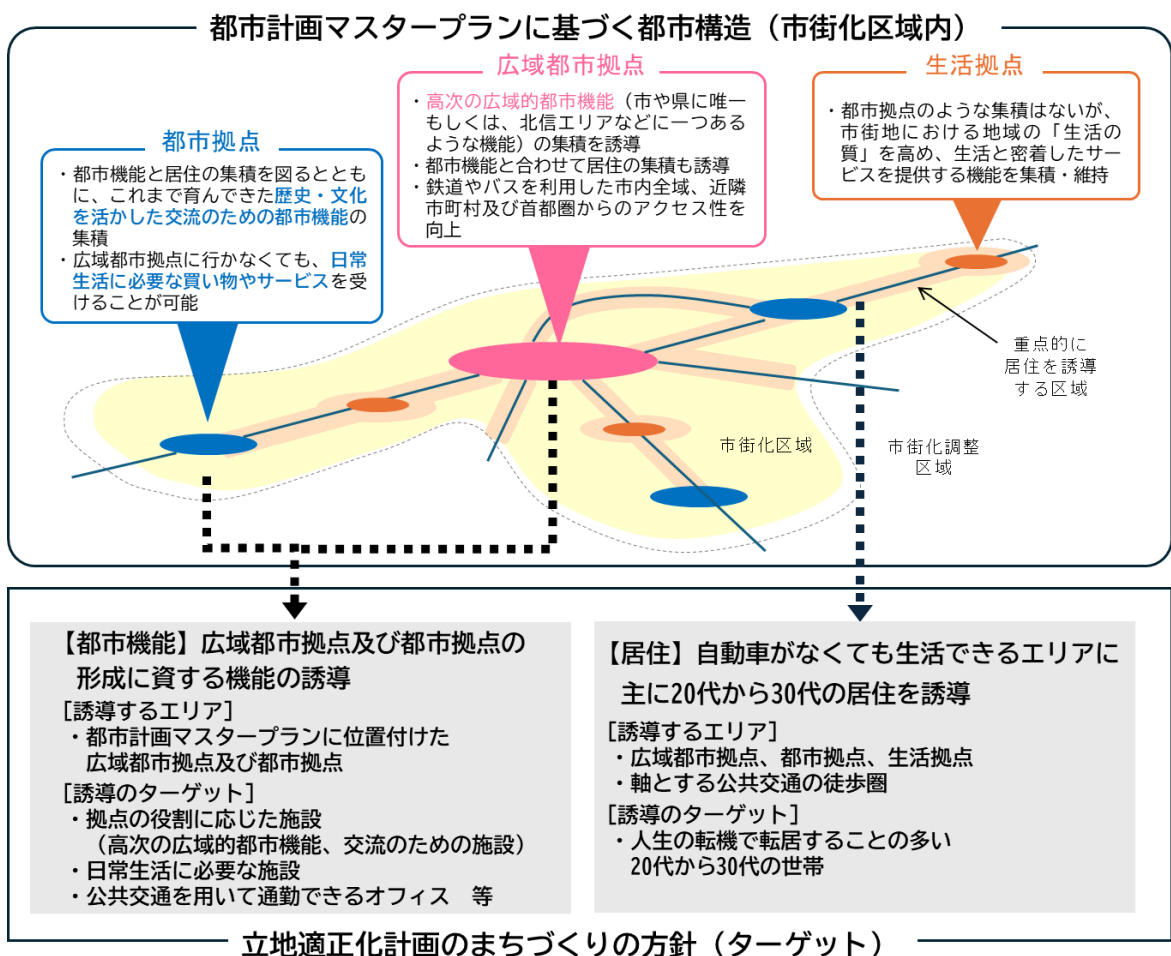 都市計画マスタープランに基づく都市構造（市街化区域内）
広域都市拠点
・高次の広域的都市機能（市や県に唯一
もしくは、北信エリアなどに一つある
ような機能）の集積を誘導
・都市機能と合わせて居住の集積も誘導
・鉄道やバスを利用した市内全域、近隣
市町村及び首都圏からのアクセス性を
向上
生活拠点
・都市拠点のような集積はないが、
市街地における地域の「生活の
質」を高め、生活と密着したサー
ビスを提供する機能を集積・維持
都市拠点
・都市機能と居住の集積を図るととも
に、これまで育んできた歴史・文化
を活かした交流のための都市機能の
集積
・広域都市拠点に行かなくても、日常
生活に必要な買い物やサービスを受
けることが可能
重点的に
居住を誘導
する区域
市街化区域
市街化調整
区域
【都市機能】広域都市拠点及び都市拠点の
形成に資する機能の誘導
［誘導するエリア］
・都市計画マスタープランに位置付けた
広域都市拠点及び都市拠点
［誘導のターゲット］
・拠点の役割に応じた施設
（高次の広域的都市機能、交流のための施設）
・日常生活に必要な施設
・公共交通を用いて通勤できるオフィス　等
【居住】自動車がなくても生活できるエリアに
主に20代から30代の居住を誘導
［誘導するエリア］
・広域都市拠点、都市拠点、生活拠点
・軸とする公共交通の徒歩圏
［誘導のターゲット］
・人生の転機で転居することの多い
20代から30代の世帯
立地適正化計画のまちづくりの方針（ターゲット）